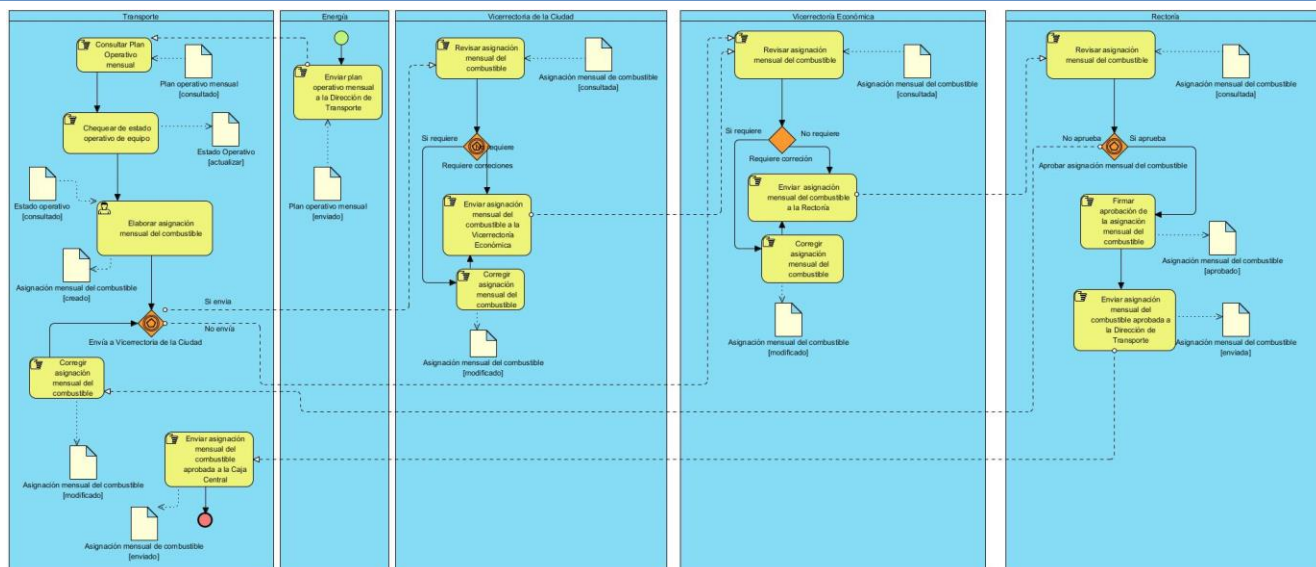 Transporte
Consultar Plan
Operativo
mensual
Plan operativo mensual
[consultado]
Chequear de estado
operativo de equipo
Estado Operativo
[actualizar]
Estado operativo
[consultado]
Elaborar asignación
mensual del combustible
Asignación mensual del combustible
[creado]
Si envia
No envía
Envía a Vicerrectoria de la Ciudad
Corregir
asignación
mensual del
combustible
Asignación mensual del combustible
[modificado]
Enviar asignación
mensual del
combustible
aprobada a la Caja
Central
Asignación mensual de combustible
[enviado]
Energía
Enviar plan
operativo mensual
a la Dirección de
Transporte
Plan operativo mensual
[enviado]
Vicerrectoria de la Ciudad
Revisar asignación
mensual del
combustible
Asignación mensual de combustible
[consultada]
Si requiere
No requiere
Requiere correciones
Enviar asignación
mensual del
combustible a la
Vicerrectoría
Económica
Corregir
asignación
mensual del
combustible
Asignación mensual del combustible
[modificado]
Vicerrectoría Económica
Revisar asignación
mensual del combustible
Asignación mensual del combustible
[consultada]
Si requiere
No requiere
Requiere correción
Enviar asignación
mensual del combustible
a la Rectoría
Corregir
asignación
mensual del
combustible
Asignación mensual del combustible
[modificado]
Rectoría
Revisar asignación
mensual del combustible
Asignación mensual del combustible
[consultada]
No aprueba
Si aprueba
Aprobar asignación mensual del combustible
Firmar
aprobación de
la asignación
mensual del
combustible
Asignación mensual del combustible
[aprobado]
Enviar asignación
mensual del
combustible aprobada a
la Dirección de
Transporte
Asignación mensual del combustible
[enviada]